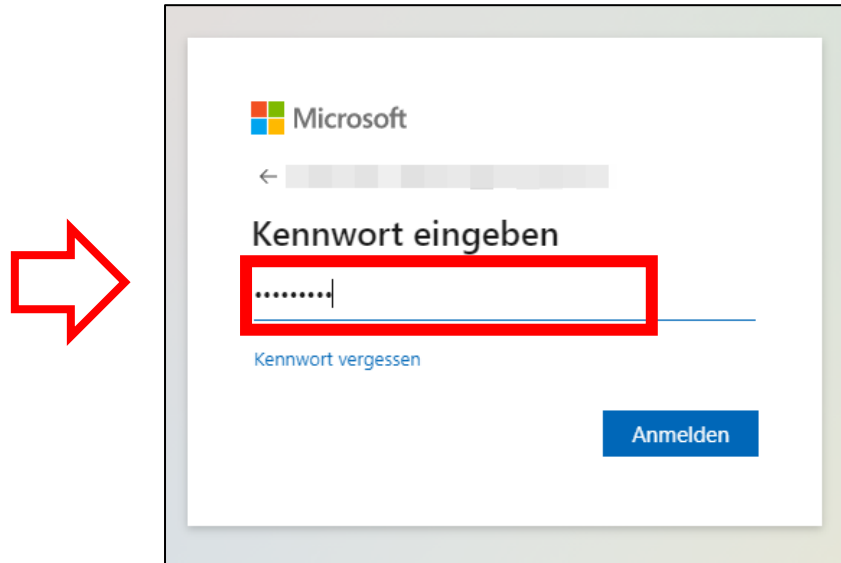 Microsoft
Kennwort eingeben
•••••••••
Kennwort vergessen
Anmelden